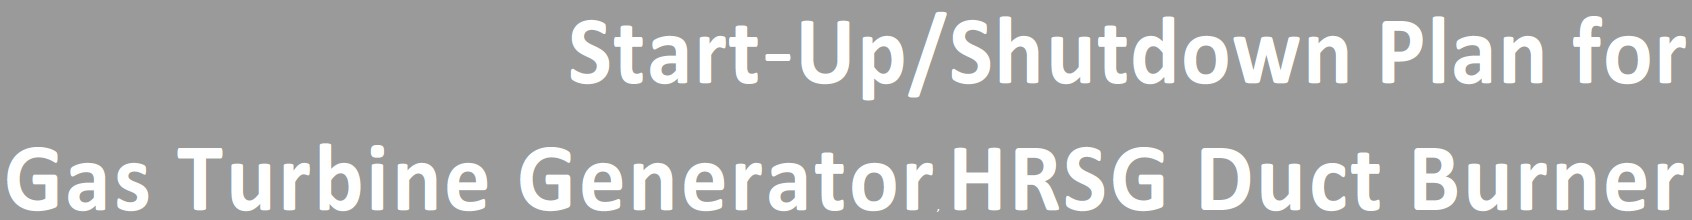 Start-Up/Shutdown Plan for
Gas Turbine Generator HRSG Duct Burner